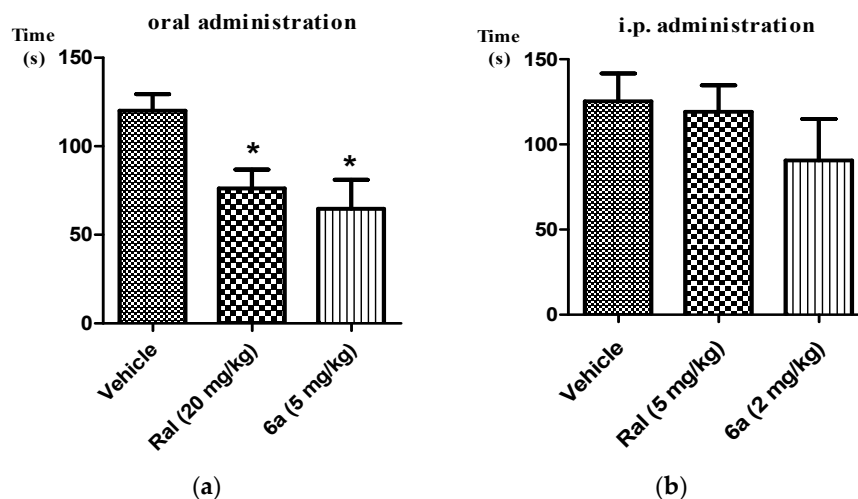 oral administration
Time
(s)
150
100
50
0
*
*
Vehicle
Ral (20 mg/kg)
6a (5 mg/kg)
(a)
i.p. administration
Time
(s)
150
100
50
0
Vehicle
Ral (5 mg/kg)
6a (2 mg/kg)
(b)